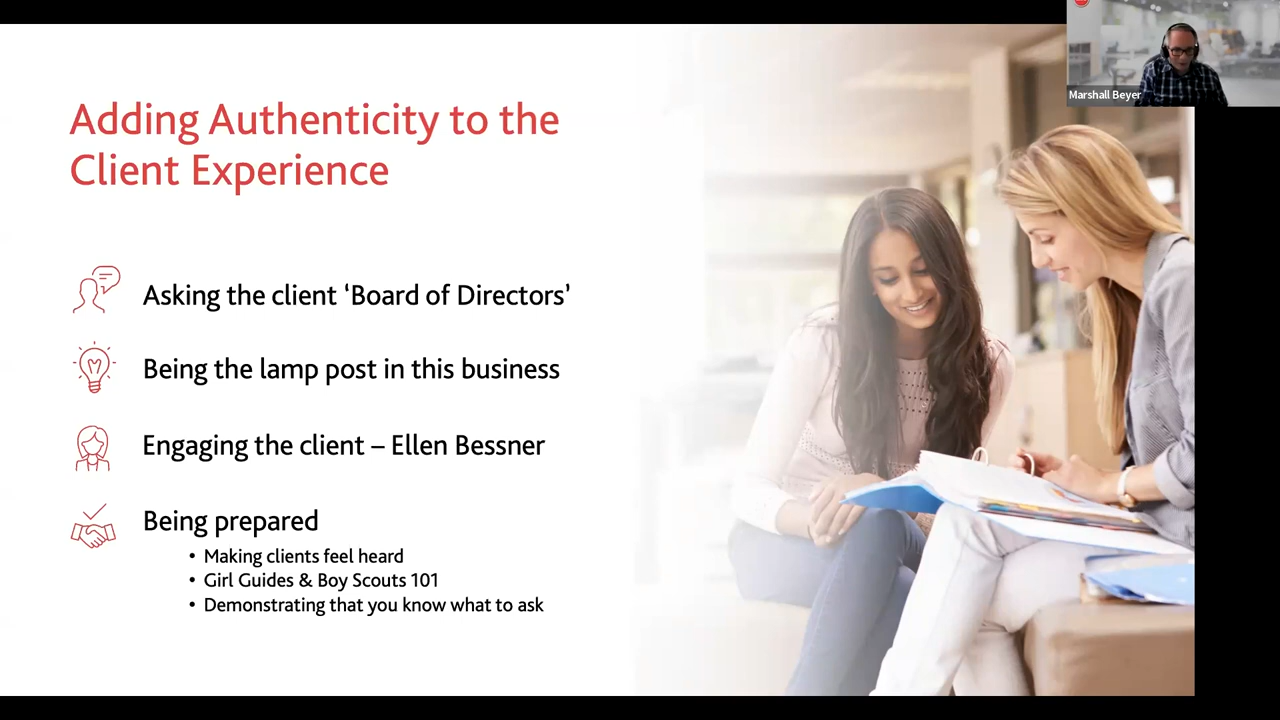 Marshall Beyer
Adding Authenticity to the
Client Experience
Asking the client ‘Board of Directors’
Being the lamp post in this business
Engaging the client – Ellen Bessner
Being prepared
• Making clients feel heard
• Girl Guides & Boy Scouts 101
• Demonstrating that you know what to ask